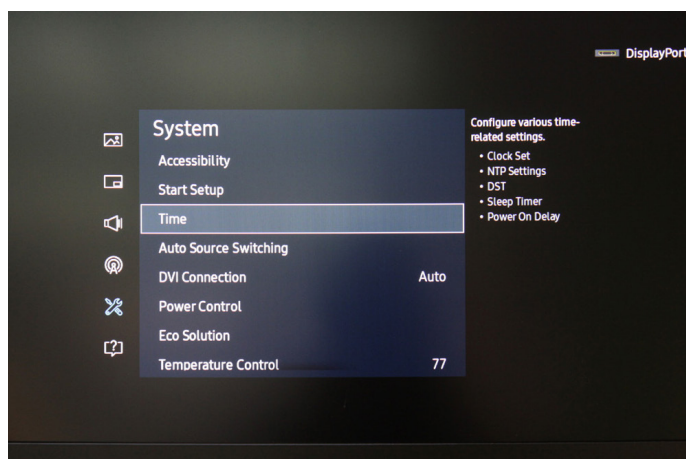 DisplayPort
System
Accessibility
Start Setup
Time
Auto Source Switching
DVI Connection Auto
Power Control
Eco Solution
Temperature Control 77
Configure various time-
related settings.
• Clock Set
• NTP Settings
• DST
• Sleep Timer
• Power On Delay